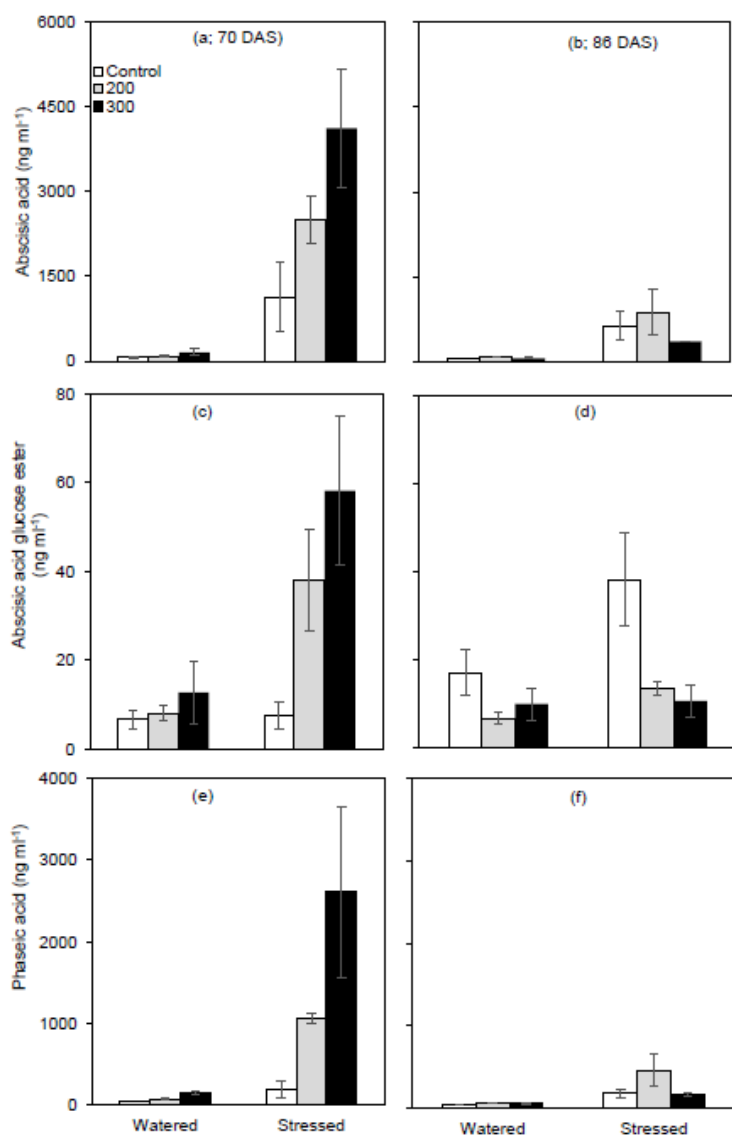 (a; 70 DAS)
(b; 86 DAS)
Control
200
300
Abscisic acid (ng ml⁻¹)
6000
4500
3000
1500
0
(c)
(d)
Abscisic acid glucose ester
(ng ml⁻¹)
80
60
40
20
0
(e)
(f)
Phaseic acid (ng ml⁻¹)
4000
3000
2000
1000
0
Watered Stressed
Watered Stressed